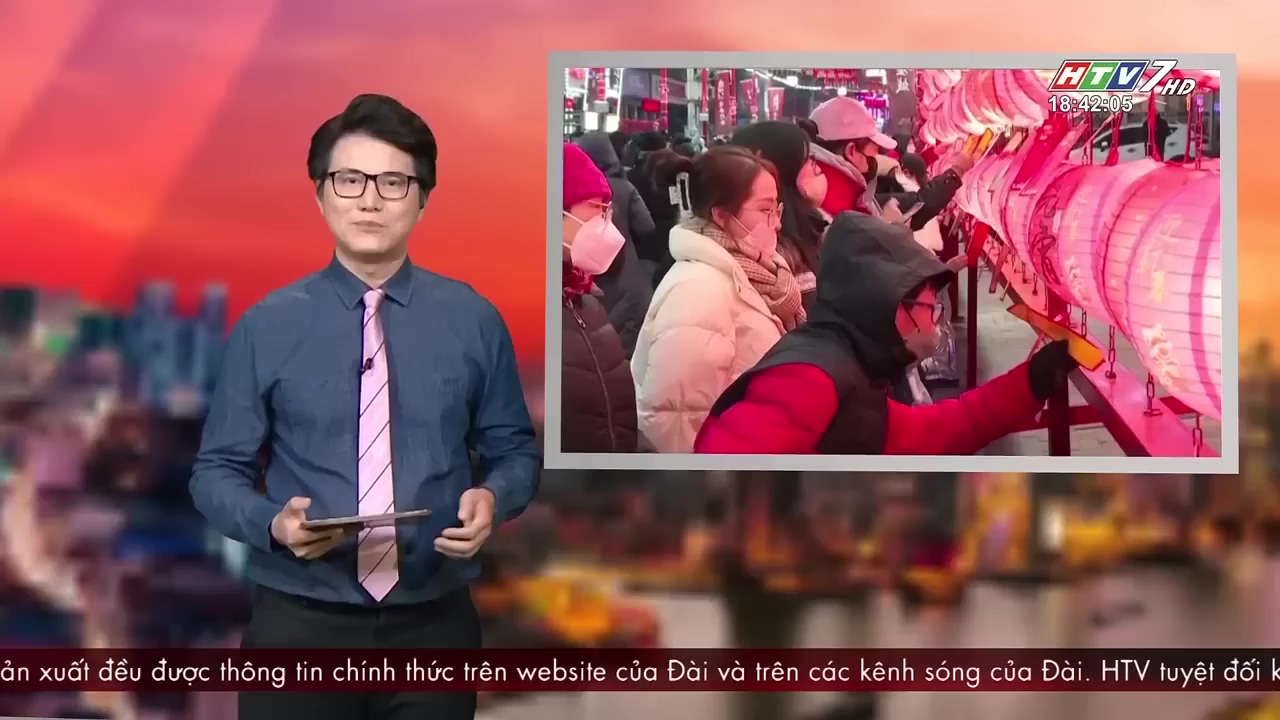 HTV7 HD
18:42:05
ản xuất đều được thông tin chính thức trên website của Đài và trên các kênh sóng của Đài. HTV tuyệt đối k